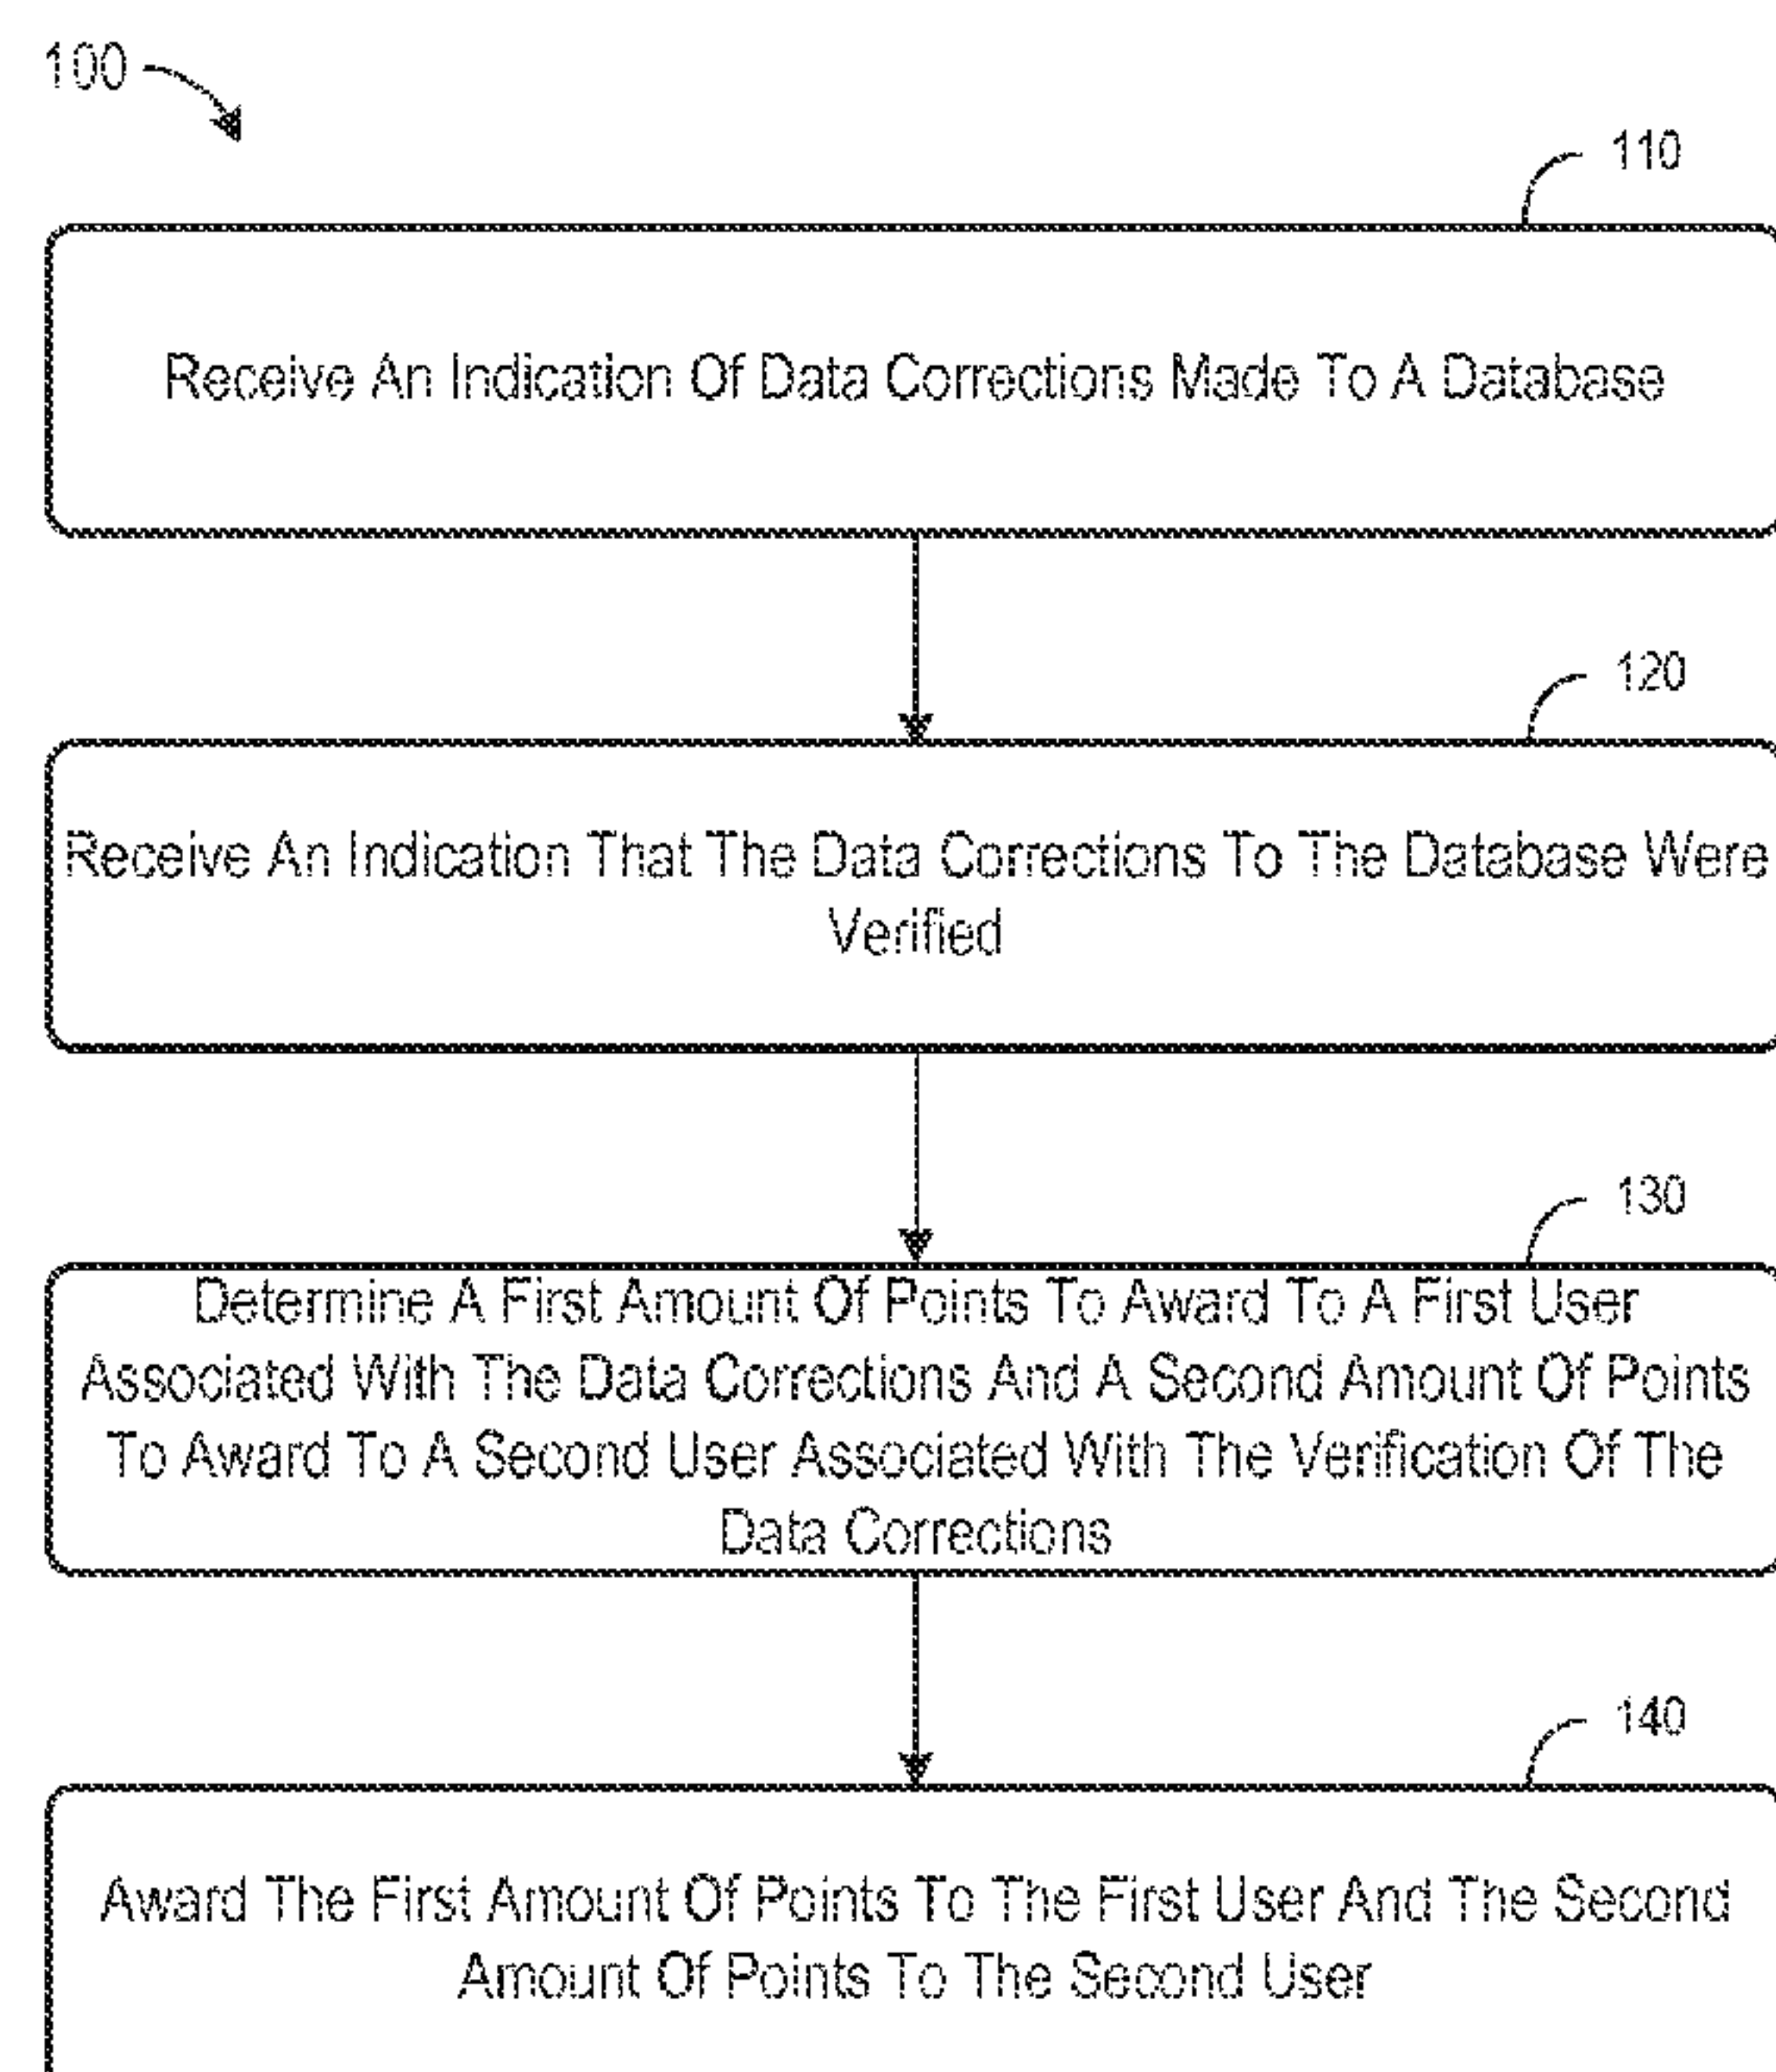 100
110
Receive An Indication Of Data Corrections Made To A Database
120
Receive An Indication That The Data Corrections To The Database Were
Verified
130
Determine A First Amount Of Points To Award To A First User
Associated With The Data Corrections And A Second Amount Of Points
To Award To A Second User Associated With The Verification Of The
Data Corrections
140
Award The First Amount Of Points To The First User And The Second
Amount Of Points To The Second User